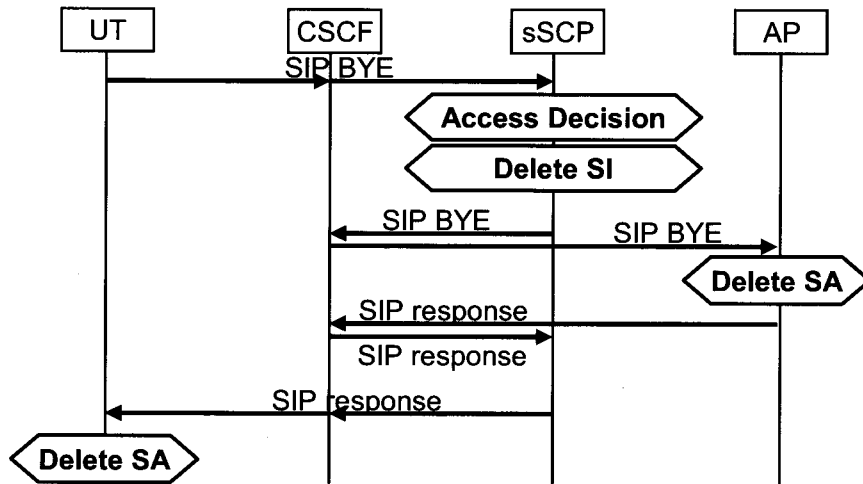 UT
CSCF
sSCP
AP
SIP BYE
Access Decision
Delete SI
SIP BYE
SIP BYE
Delete SA
SIP response
SIP response
SIP response
Delete SA